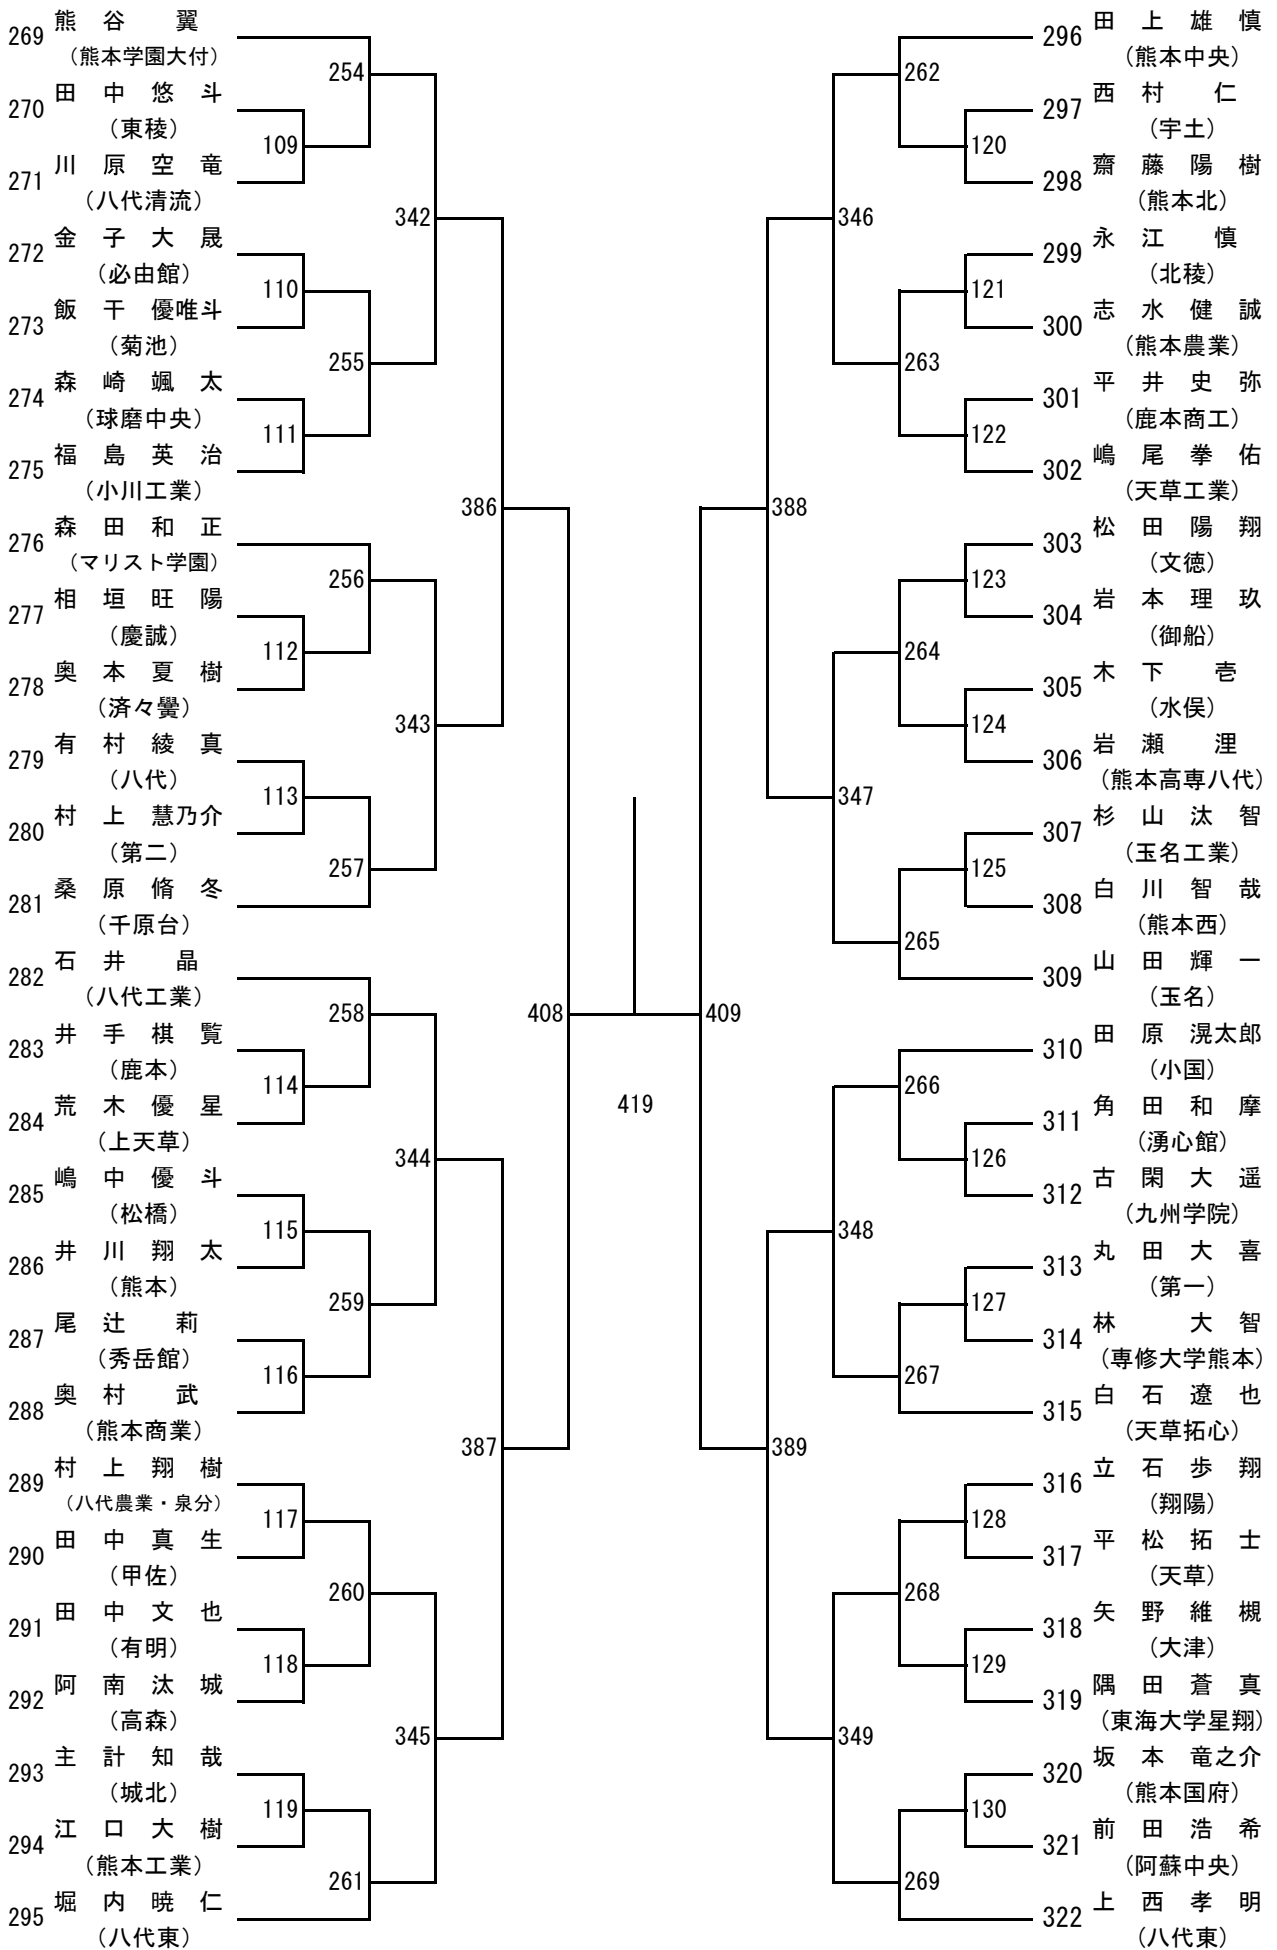 269 熊 谷 翼
(熊本学園大付)
270 田 中 悠 斗
(東稜)
271 川 原 空 竜
(八代清流)
272 金 子 大 晟
(必由館)
273 飯 干 優唯斗
(菊池)
274 森 崎 颯 太
(球磨中央)
275 福 島 英 治
(小川工業)
276 森 田 和 正
(マリスト学園)
277 相 垣 旺 陽
(慶誠)
278 奥 本 夏 樹
(済々黌)
279 有 村 綾 真
(八代)
280 村 上 慧乃介
(第二)
281 桑 原 脩 冬
(千原台)
282 石 井 晶
(八代工業)
283 井 手 棋 覧
(鹿本)
284 荒 木 優 星
(上天草)
285 嶋 中 優 斗
(松橋)
286 井 川 翔 太
(熊本)
287 尾 辻 莉
(秀岳館)
288 奥 村 武
(熊本商業)
289 村 上 翔 樹
(八代農業・泉分)
290 田 中 真 生
(甲佐)
291 田 中 文 也
(有明)
292 阿 南 汰 城
(高森)
293 主 計 知 哉
(城北)
294 江 口 大 樹
(熊本工業)
295 堀 内 暁 仁
(八代東)
109
110
111
112
113
114
115
116
117
118
119
254
255
256
257
258
259
260
261
342
343
344
345
386
387
408
419
409
388
389
346
347
348
349
262
263
264
265
266
267
268
269
120
121
122
123
124
125
126
127
128
129
130
296 田 上 雄 慎
(熊本中央)
297 西 村 仁
(宇土)
298 齋 藤 陽 樹
(熊本北)
299 永 江 慎
(北稜)
300 志 水 健 誠
(熊本農業)
301 平 井 史 弥
(鹿本商工)
302 嶋 尾 拳 佑
(天草工業)
303 松 田 陽 翔
(文徳)
304 岩 本 理 玖
(御船)
305 木 下 壱
(水俣)
306 岩 瀬 浬
(熊本高専八代)
307 杉 山 汰 智
(玉名工業)
308 白 川 智 哉
(熊本西)
309 山 田 輝 一
(玉名)
310 田 原 滉太郎
(小国)
311 角 田 和 摩
(湧心館)
312 古 閑 大 遥
(九州学院)
313 丸 田 大 喜
(第一)
314 林 大 智
(専修大学熊本)
315 白 石 遼 也
(天草拓心)
316 立 石 歩 翔
(翔陽)
317 平 松 拓 士
(天草)
318 矢 野 維 槻
(大津)
319 隅 田 蒼 真
(東海大学星翔)
320 坂 本 竜之介
(熊本国府)
321 前 田 浩 希
(阿蘇中央)
322 上 西 孝 明
(八代東)